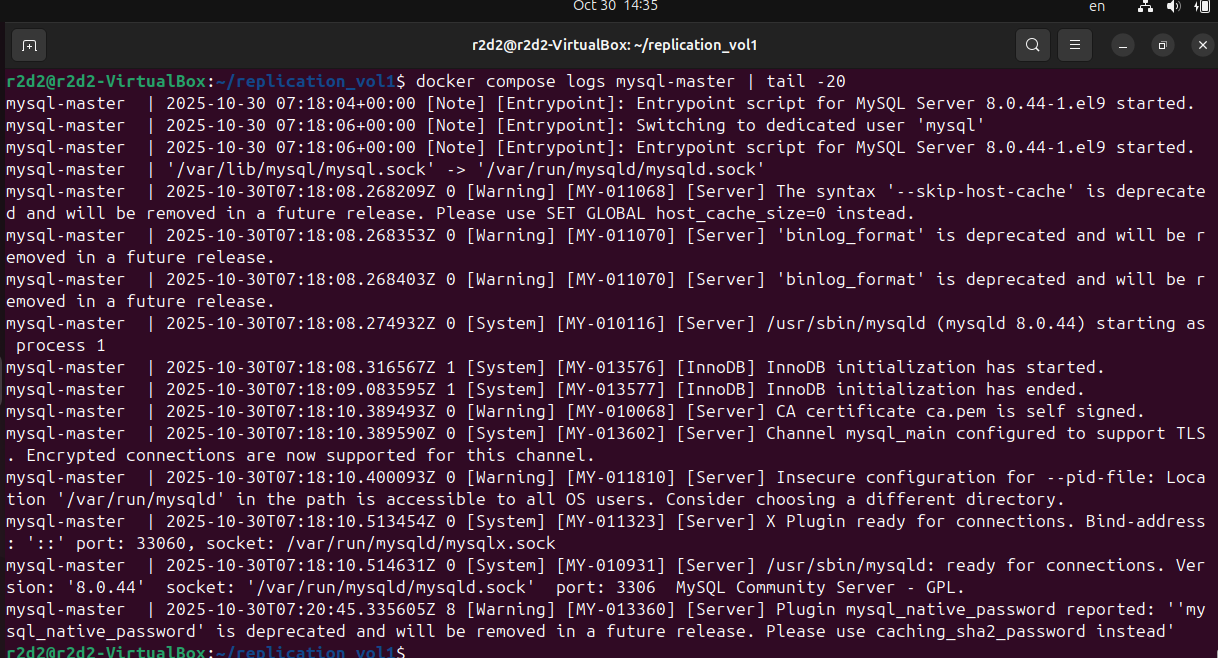 Oct 30 14:35
en
r2d2@r2d2-VirtualBox: ~/replication_vol1
r2d2@r2d2-VirtualBox:~/replication_vol1$ docker compose logs mysql-master | tail -20
mysql-master  | 2025-10-30 07:18:04+00:00 [Note] [Entrypoint]: Entrypoint script for MySQL Server 8.0.44-1.el9 started.
mysql-master  | 2025-10-30 07:18:06+00:00 [Note] [Entrypoint]: Switching to dedicated user 'mysql'
mysql-master  | 2025-10-30 07:18:06+00:00 [Note] [Entrypoint]: Entrypoint script for MySQL Server 8.0.44-1.el9 started.
mysql-master  | '/var/lib/mysql/mysql.sock' -> '/var/run/mysqld/mysqld.sock'
mysql-master  | 2025-10-30T07:18:08.268209Z 0 [Warning] [MY-011068] [Server] The syntax '--skip-host-cache' is deprecate
d and will be removed in a future release. Please use SET GLOBAL host_cache_size=0 instead.
mysql-master  | 2025-10-30T07:18:08.268353Z 0 [Warning] [MY-011070] [Server] 'binlog_format' is deprecated and will be r
emoved in a future release.
mysql-master  | 2025-10-30T07:18:08.268403Z 0 [Warning] [MY-011070] [Server] 'binlog_format' is deprecated and will be r
emoved in a future release.
mysql-master  | 2025-10-30T07:18:08.274932Z 0 [System] [MY-010116] [Server] /usr/sbin/mysqld (mysqld 8.0.44) starting as
 process 1
mysql-master  | 2025-10-30T07:18:08.316567Z 1 [System] [MY-013576] [InnoDB] InnoDB initialization has started.
mysql-master  | 2025-10-30T07:18:09.083595Z 1 [System] [MY-013577] [InnoDB] InnoDB initialization has ended.
mysql-master  | 2025-10-30T07:18:10.389493Z 0 [Warning] [MY-010068] [Server] CA certificate ca.pem is self signed.
mysql-master  | 2025-10-30T07:18:10.389590Z 0 [System] [MY-013602] [Server] Channel mysql_main configured to support TLS
. Encrypted connections are now supported for this channel.
mysql-master  | 2025-10-30T07:18:10.400093Z 0 [Warning] [MY-011810] [Server] Insecure configuration for --pid-file: Loca
tion '/var/run/mysqld' in the path is accessible to all OS users. Consider choosing a different directory.
mysql-master  | 2025-10-30T07:18:10.513454Z 0 [System] [MY-011323] [Server] X Plugin ready for connections. Bind-address
: '::' port: 33060, socket: /var/run/mysqld/mysqlx.sock
mysql-master  | 2025-10-30T07:18:10.514631Z 0 [System] [MY-010931] [Server] /usr/sbin/mysqld: ready for connections. Ver
sion: '8.0.44'  socket: '/var/run/mysqld/mysqld.sock'  port: 3306  MySQL Community Server - GPL.
mysql-master  | 2025-10-30T07:20:45.335605Z 8 [Warning] [MY-013360] [Server] Plugin mysql_native_password reported: ''my
sql_native_password' is deprecated and will be removed in a future release. Please use caching_sha2_password instead'
r2d2@r2d2-VirtualBox:~/replication_vol1$